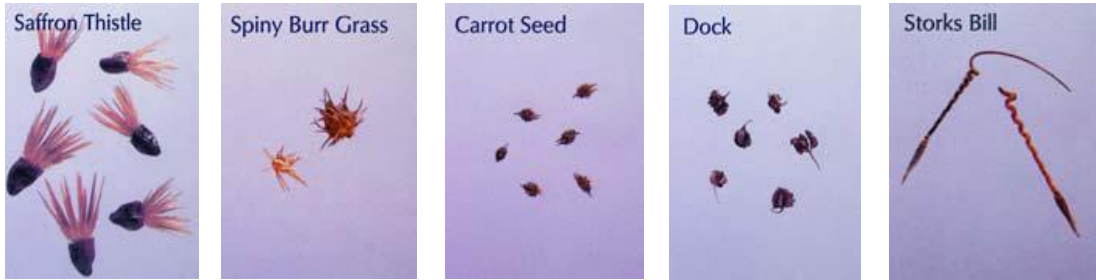 Saffron Thistle
Spiny Burr Grass
Carrot Seed
Dock
Storks Bill